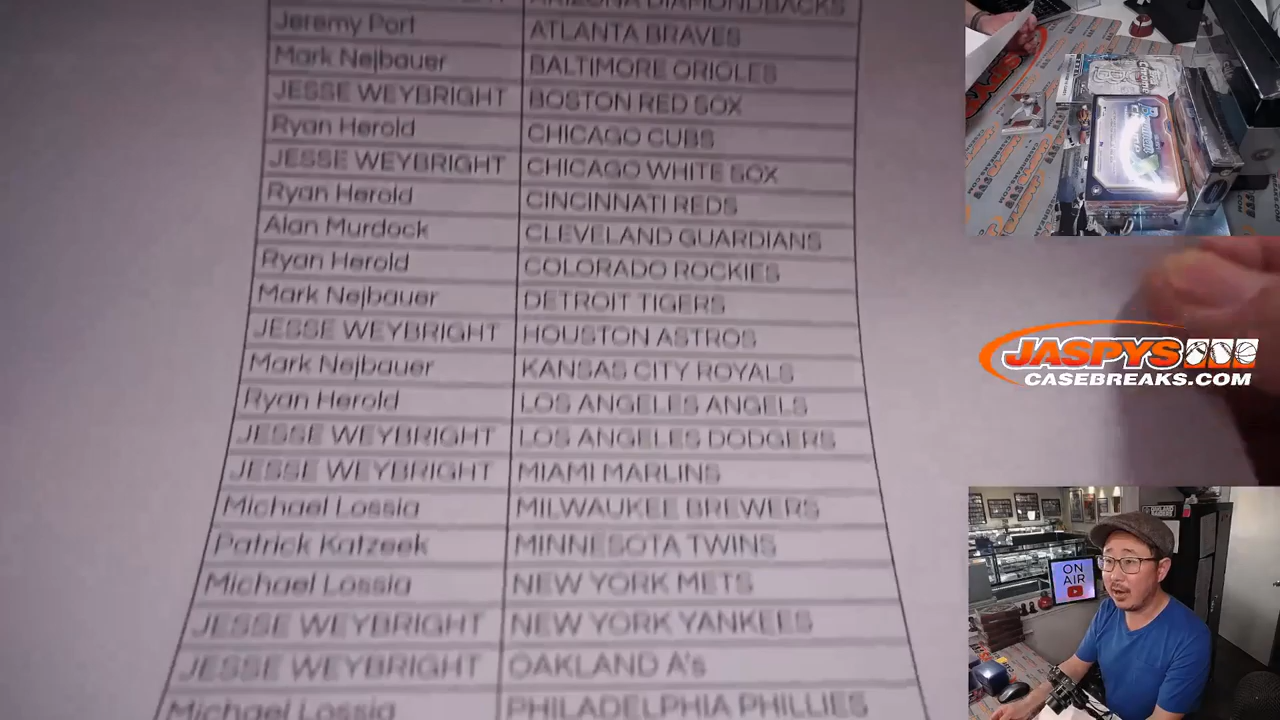 ARIZONA DIAMONDBACKS
Jeremy Port ATLANTA BRAVES
Mark Nejbauer BALTIMORE ORIOLES
JESSE WEYBRIGHT BOSTON RED SOX
Ryan Herold CHICAGO CUBS
JESSE WEYBRIGHT CHICAGO WHITE SOX
Ryan Herold CINCINNATI REDS
Alan Murdock CLEVELAND GUARDIANS
Ryan Herold COLORADO ROCKIES
Mark Nejbauer DETROIT TIGERS
JESSE WEYBRIGHT HOUSTON ASTROS
Mark Nejbauer KANSAS CITY ROYALS
Ryan Herold LOS ANGELES ANGELS
JESSE WEYBRIGHT LOS ANGELES DODGERS
JESSE WEYBRIGHT MIAMI MARLINS
Michael Lossia MILWAUKEE BREWERS
Patrick Katzeek MINNESOTA TWINS
Michael Lossia NEW YORK METS
JESSE WEYBRIGHT NEW YORK YANKEES
JESSE WEYBRIGHT OAKLAND A's
Michael Lossia PHILADELPHIA PHILLIES
JASPYS
CASEBREAKS.COM
ON
AIR